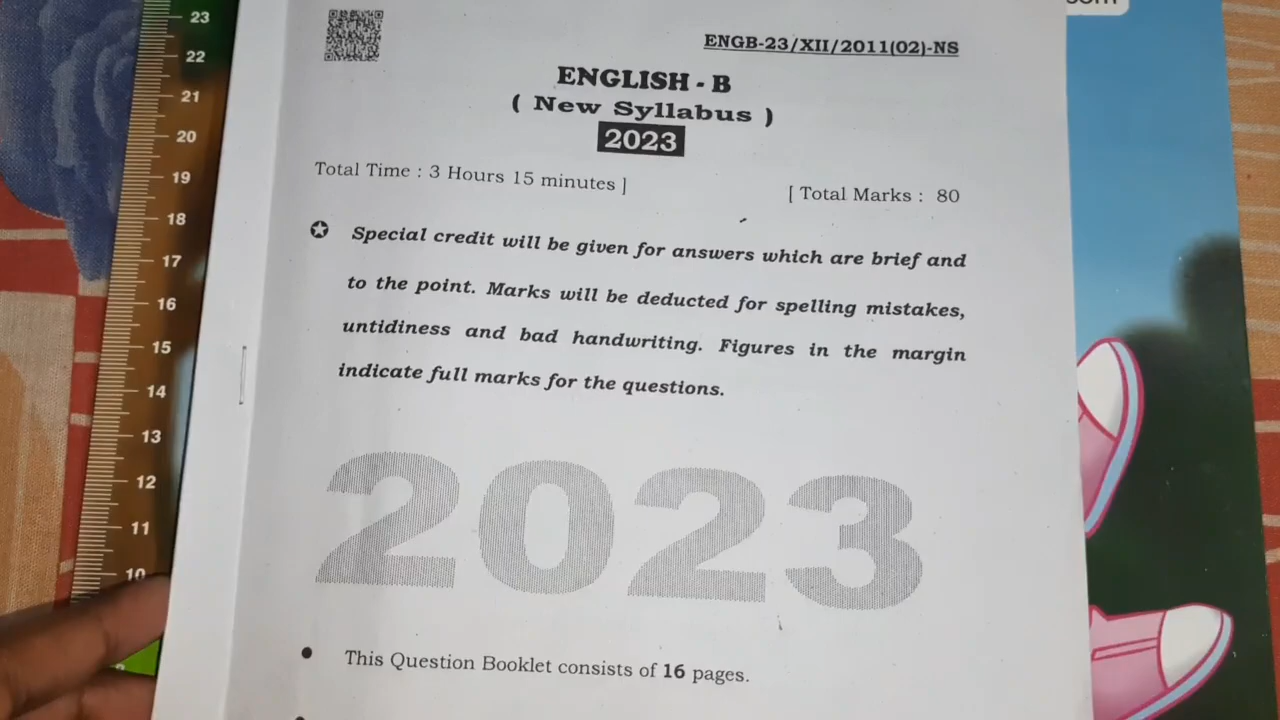 ENGB-23/XII/2011(02)-NS
ENGLISH - B
( New Syllabus )
2023
Total Time : 3 Hours 15 minutes ]
[ Total Marks : 80
Special credit will be given for answers which are brief and
to the point. Marks will be deducted for spelling mistakes,
untidiness and bad handwriting. Figures in the margin
indicate full marks for the questions.
2023
• This Question Booklet consists of 16 pages.
23
22
21
20
19
18
17
16
15
14
13
12
11
10